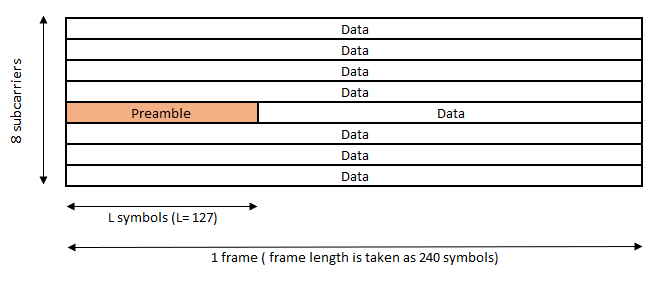 Data
Data
Data
Data
Preamble
Data
Data
Data
Data
8 subcarriers
L symbols (L= 127)
1 frame ( frame length is taken as 240 symbols)